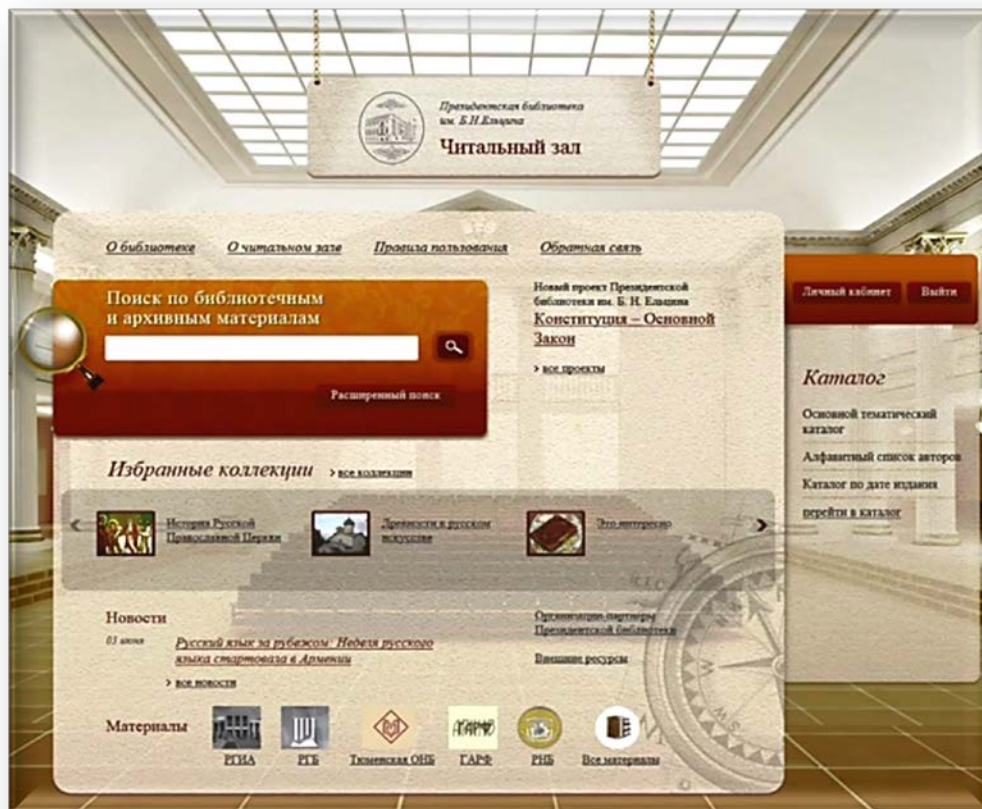 Президентская библиотека
им. Б.Н.Ельцина
Читальный зал
О библиотеке
О читальном зале
Правила пользования
Обратная связь
Поиск по библиотечным
и архивным материалам
Расширенный поиск
Новый проект Президентской
библиотеки им. Б. Н. Ельцина
Конституция – Основной
Закон
› все проекты
Личный кабинет
Выйти
Каталог
Основной тематический
каталог
Алфавитный список авторов
Каталог по дате издания
перейти в каталог
Избранные коллекции
› все коллекции
История Русской
Православной Церкви
Древности в русском
искусстве
Это интересно
Новости
03 июня
Русский язык за рубежом: Неделя русского
языка стартовала в Армении
› все новости
Организации-партнеры
Президентской библиотеки
Внешние ресурсы
Материалы
РГИА
РГБ
Тюменская ОНБ
ГАРФ
РНБ
Все материалы